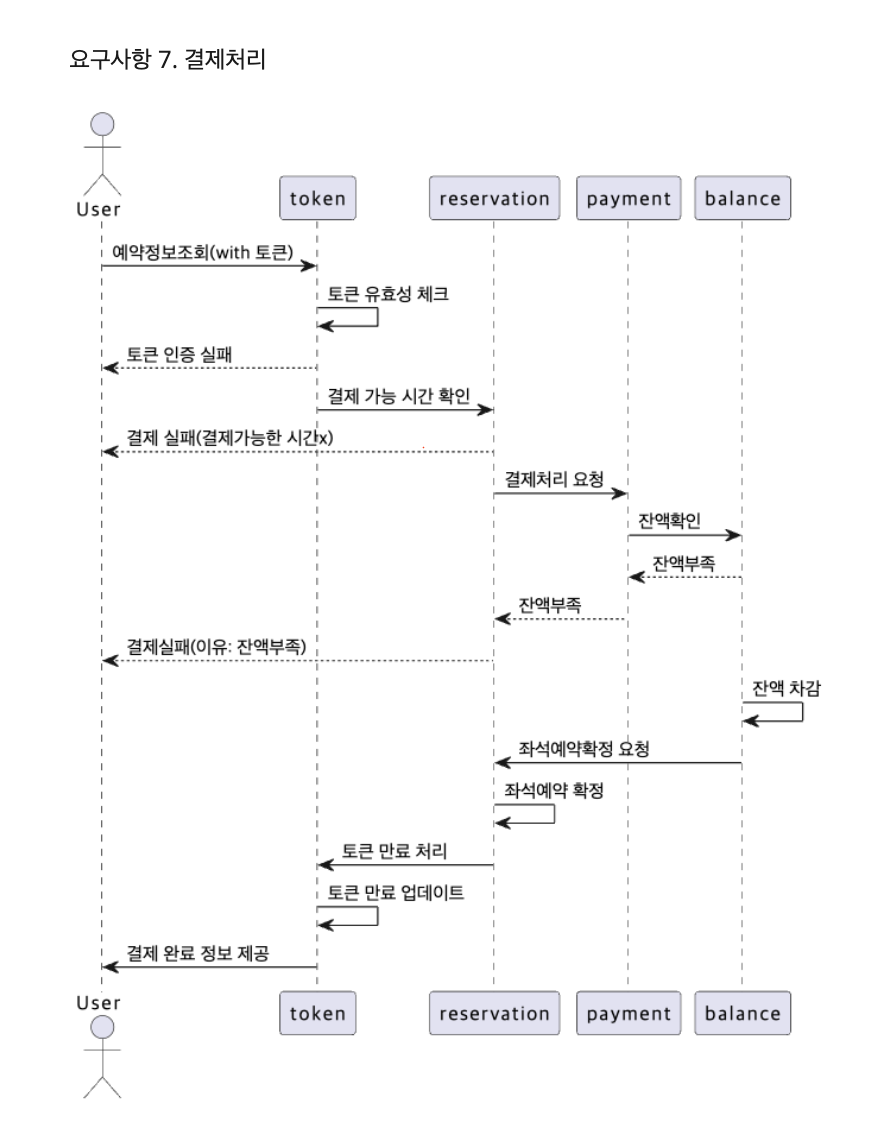 요구사항 7. 결제처리
User
token
reservation
payment
balance
예약정보조회(with 토큰)
토큰 유효성 체크
토큰 인증 실패
결제 가능 시간 확인
결제 실패(결제가능한 시간x)
결제처리 요청
잔액확인
잔액부족
잔액부족
결제실패(이유: 잔액부족)
잔액 차감
좌석예약확정 요청
좌석예약 확정
토큰 만료 처리
토큰 만료 업데이트
결제 완료 정보 제공
User
token
reservation
payment
balance